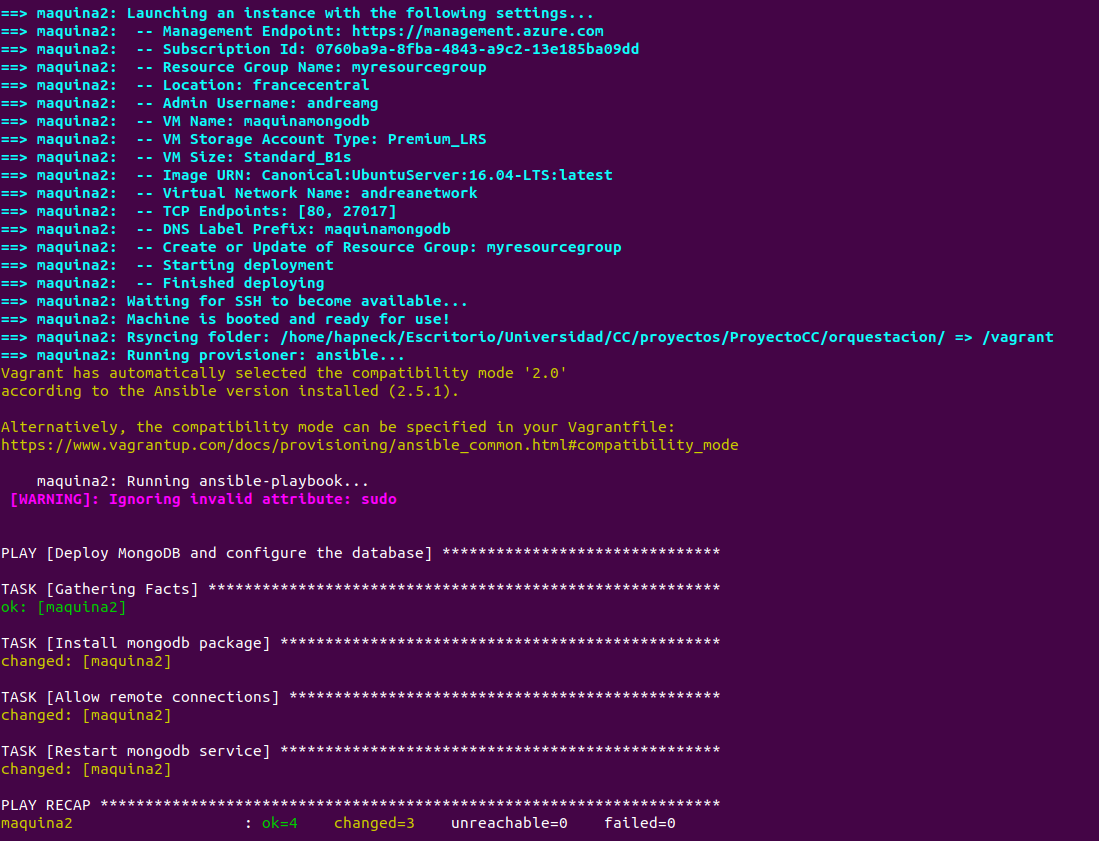 ==> maquina2: Launching an instance with the following settings...
==> maquina2:  -- Management Endpoint: https://management.azure.com
==> maquina2:  -- Subscription Id: 0760ba9a-8fba-4843-a9c2-13e185ba09dd
==> maquina2:  -- Resource Group Name: myresourcegroup
==> maquina2:  -- Location: francecentral
==> maquina2:  -- Admin Username: andreamg
==> maquina2:  -- VM Name: maquinamongodb
==> maquina2:  -- VM Storage Account Type: Premium_LRS
==> maquina2:  -- VM Size: Standard_B1s
==> maquina2:  -- Image URN: Canonical:UbuntuServer:16.04-LTS:latest
==> maquina2:  -- Virtual Network Name: andreanetwork
==> maquina2:  -- TCP Endpoints: [80, 27017]
==> maquina2:  -- DNS Label Prefix: maquinamongodb
==> maquina2:  -- Create or Update of Resource Group: myresourcegroup
==> maquina2:  -- Starting deployment
==> maquina2:  -- Finished deploying
==> maquina2: Waiting for SSH to become available...
==> maquina2: Machine is booted and ready for use!
==> maquina2: Rsyncing folder: /home/hapneck/Escritorio/Universidad/CC/proyectos/ProyectoCC/orquestacion/ => /vagrant
==> maquina2: Running provisioner: ansible...
Vagrant has automatically selected the compatibility mode '2.0'
according to the Ansible version installed (2.5.1).

Alternatively, the compatibility mode can be specified in your Vagrantfile:
https://www.vagrantup.com/docs/provisioning/ansible_common.html#compatibility_mode

    maquina2: Running ansible-playbook...
 [WARNING]: Ignoring invalid attribute: sudo

PLAY [Deploy MongoDB and configure the database] *******************************

TASK [Gathering Facts] *********************************************************
ok: [maquina2]

TASK [Install mongodb package] *************************************************
changed: [maquina2]

TASK [Allow remote connections] ************************************************
changed: [maquina2]

TASK [Restart mongodb service] *************************************************
changed: [maquina2]

PLAY RECAP *********************************************************************
maquina2                   : ok=4    changed=3    unreachable=0    failed=0